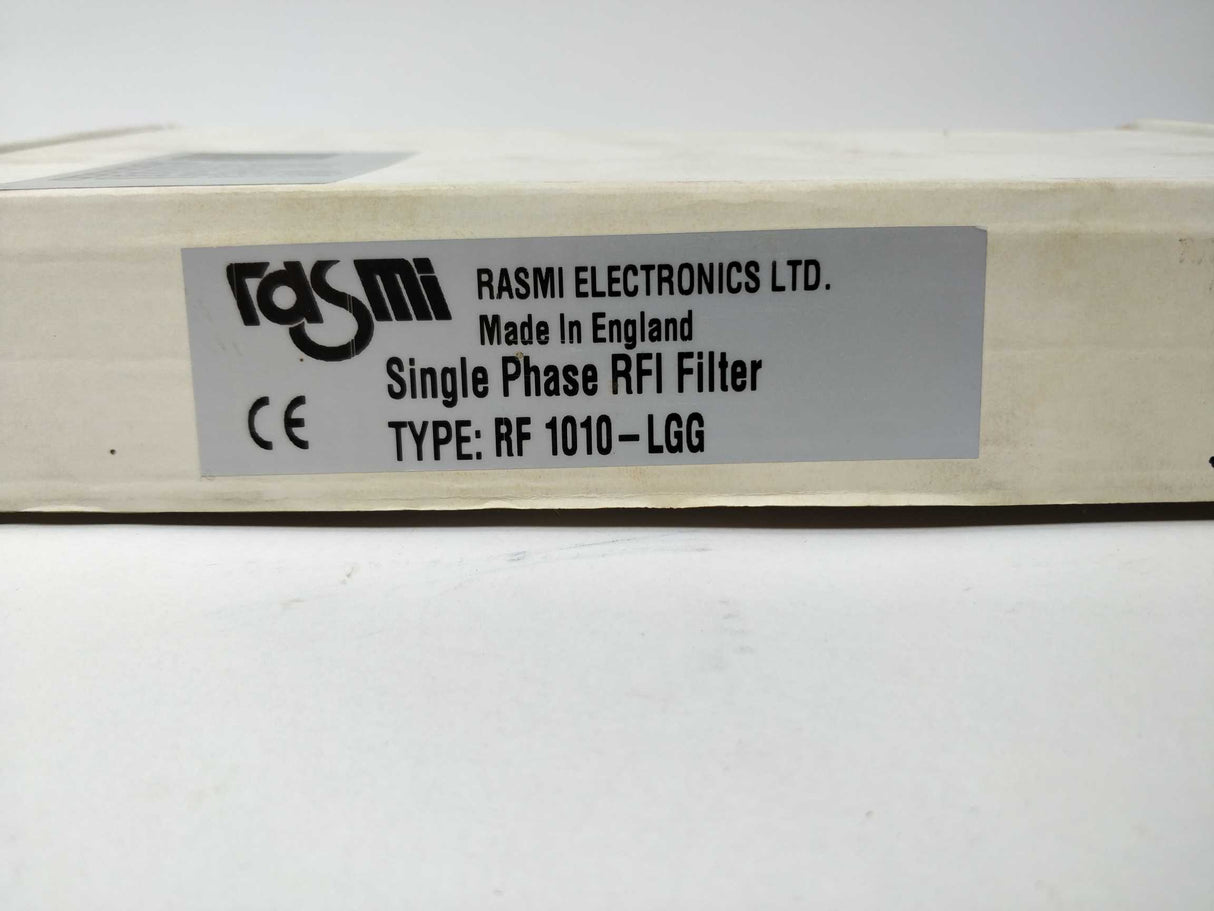 rasmi
RASMI ELECTRONICS LTD.
Made In England
Single Phase RFI Filter
CE
TYPE: RF 1010-LGG